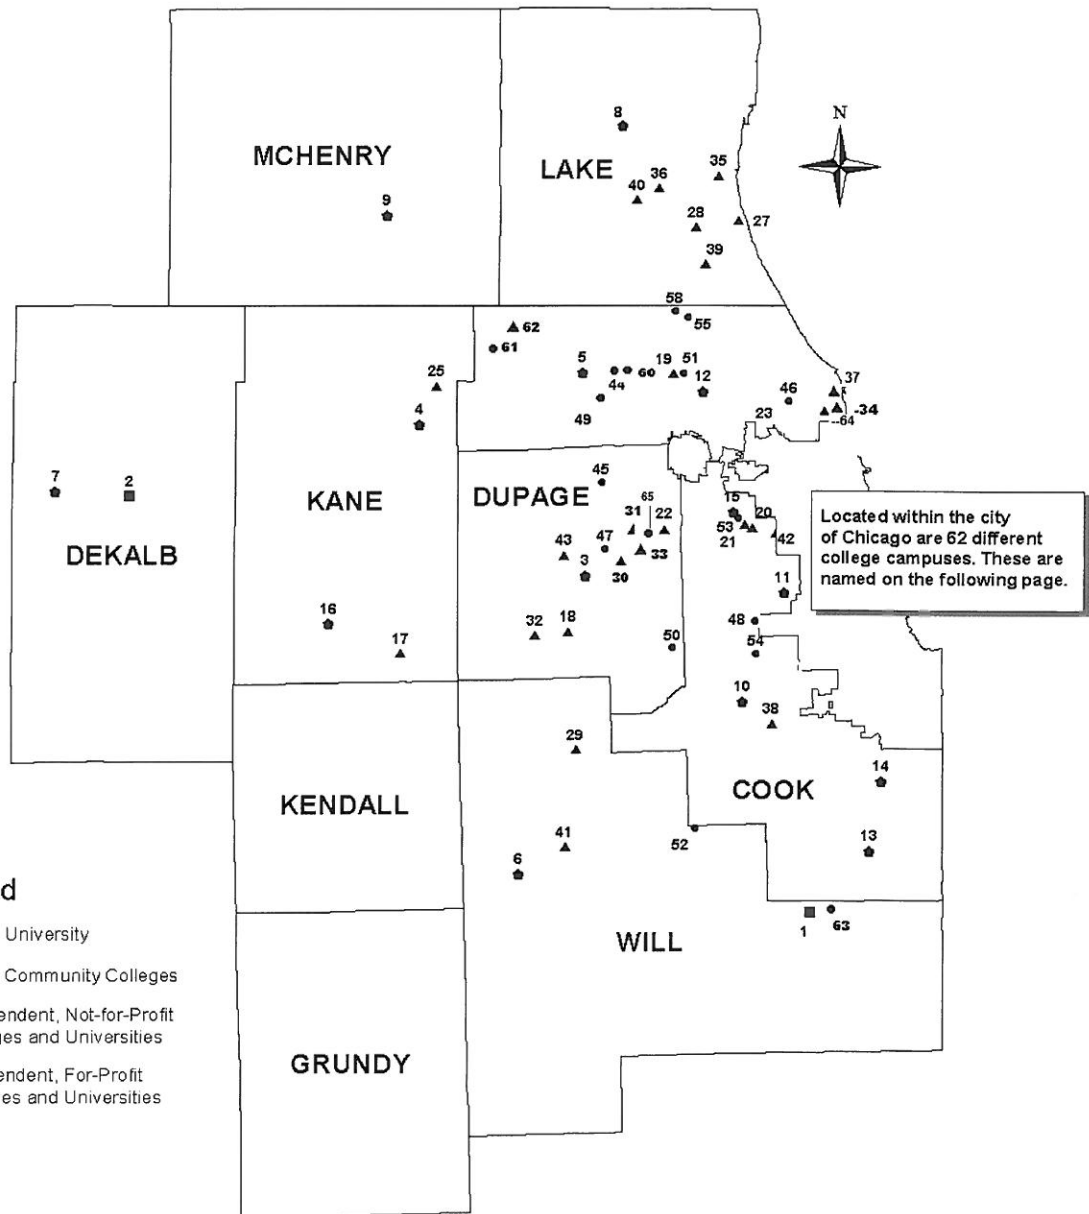 N
8
MCHENRY
LAKE
35
36
40
9
28
27
39
58
55
62
61
5
19
51
60
12
25
44
37
46
4
49
23
-34
--64
7
2
45
KANE
DUPAGE
65
15
31
22
20
53
DEKALB
43
47
33
21
42
3
30
11
Located within the city
of Chicago are 62 different
college campuses. These are
named on the following page.
16
32
18
48
17
50
54
10
38
29
14
KENDALL
COOK
41
52
13
6
d
University
1
63
WILL
Community Colleges
endent, Not-for-Profit
ges and Universities
GRUNDY
endent, For-Profit
es and Universities